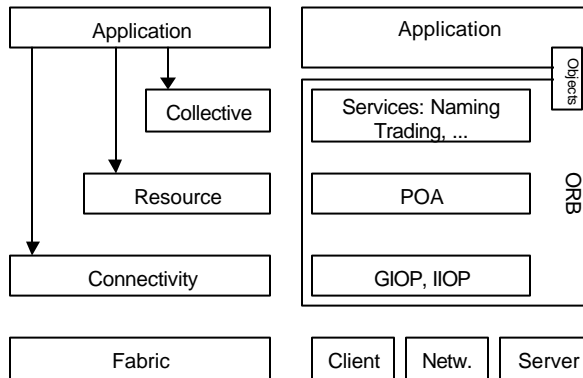 Application
Application
Objects
Collective
Services: Naming
Trading, ...
Resource
POA
ORB
Connectivity
GIOP, IIOP
Fabric
Client
Netw.
Server